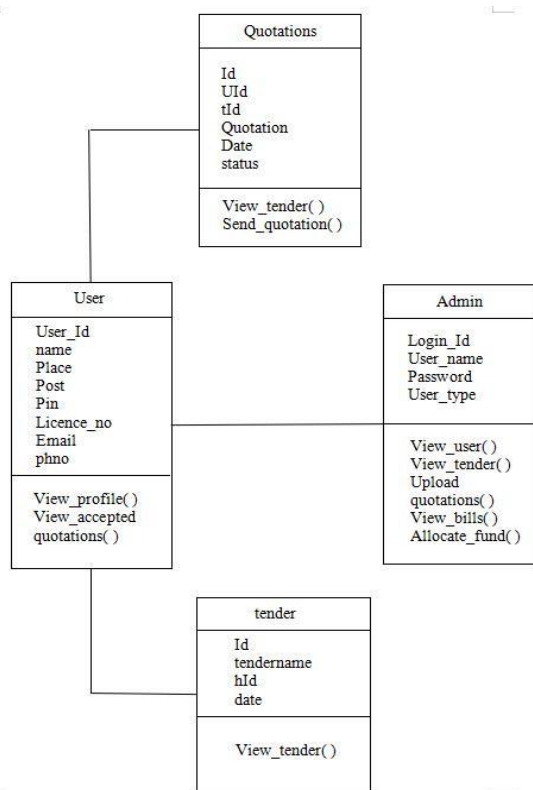 Quotations
Id
UId
tId
Quotation
Date
status
View_tender( )
Send_quotation( )
User
User_Id
name
Place
Post
Pin
Licence_no
Email
phno
View_profile( )
View_accepted
quotations( )
Admin
Login_Id
User_name
Password
User_type
View_user( )
View_tender( )
Upload
quotations( )
View_bills( )
Allocate_fund( )
tender
Id
tendername
hId
date
View_tender( )